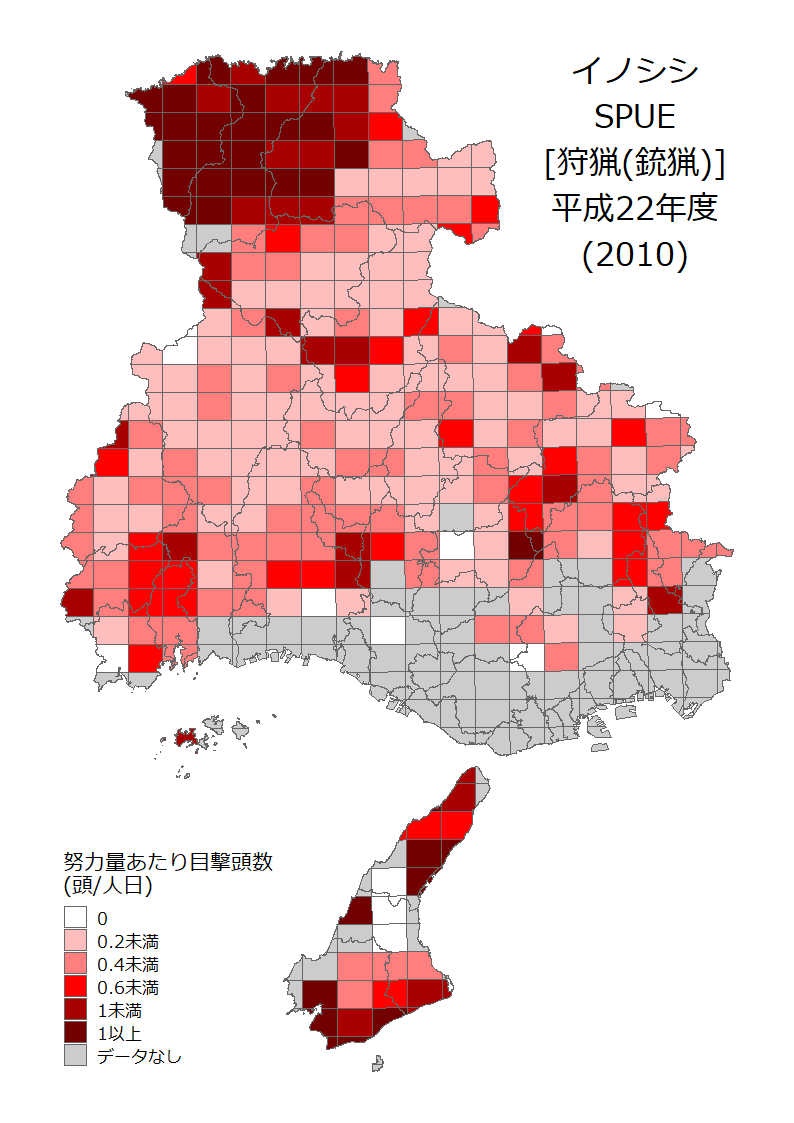 イノシシ
SPUE
[狩猟(銃猟)]
平成22年度
(2010)
努力量あたり目撃頭数
(頭/人日)
0
0.2未満
0.4未満
0.6未満
1未満
1以上
データなし